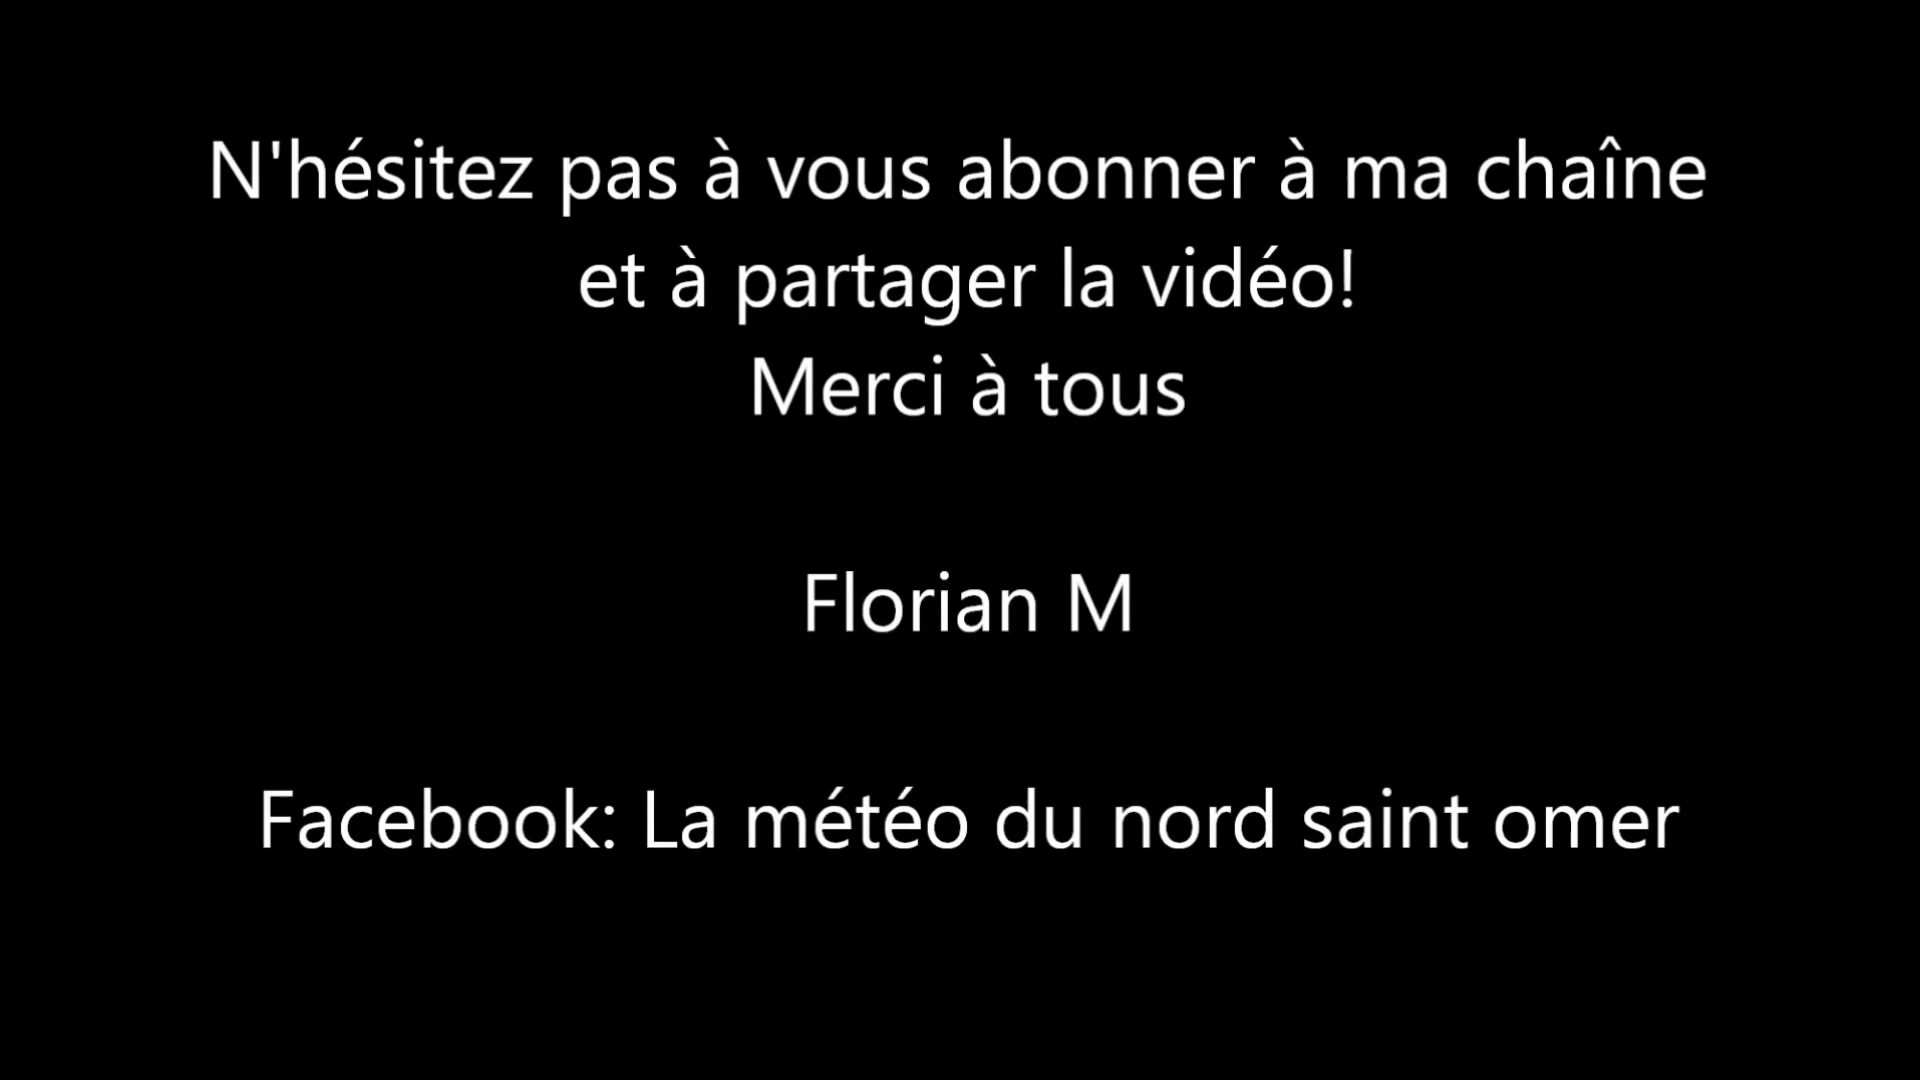 N'hésitez pas à vous abonner à ma chaîne
et à partager la vidéo!
Merci à tous
Florian M
Facebook: La météo du nord saint omer